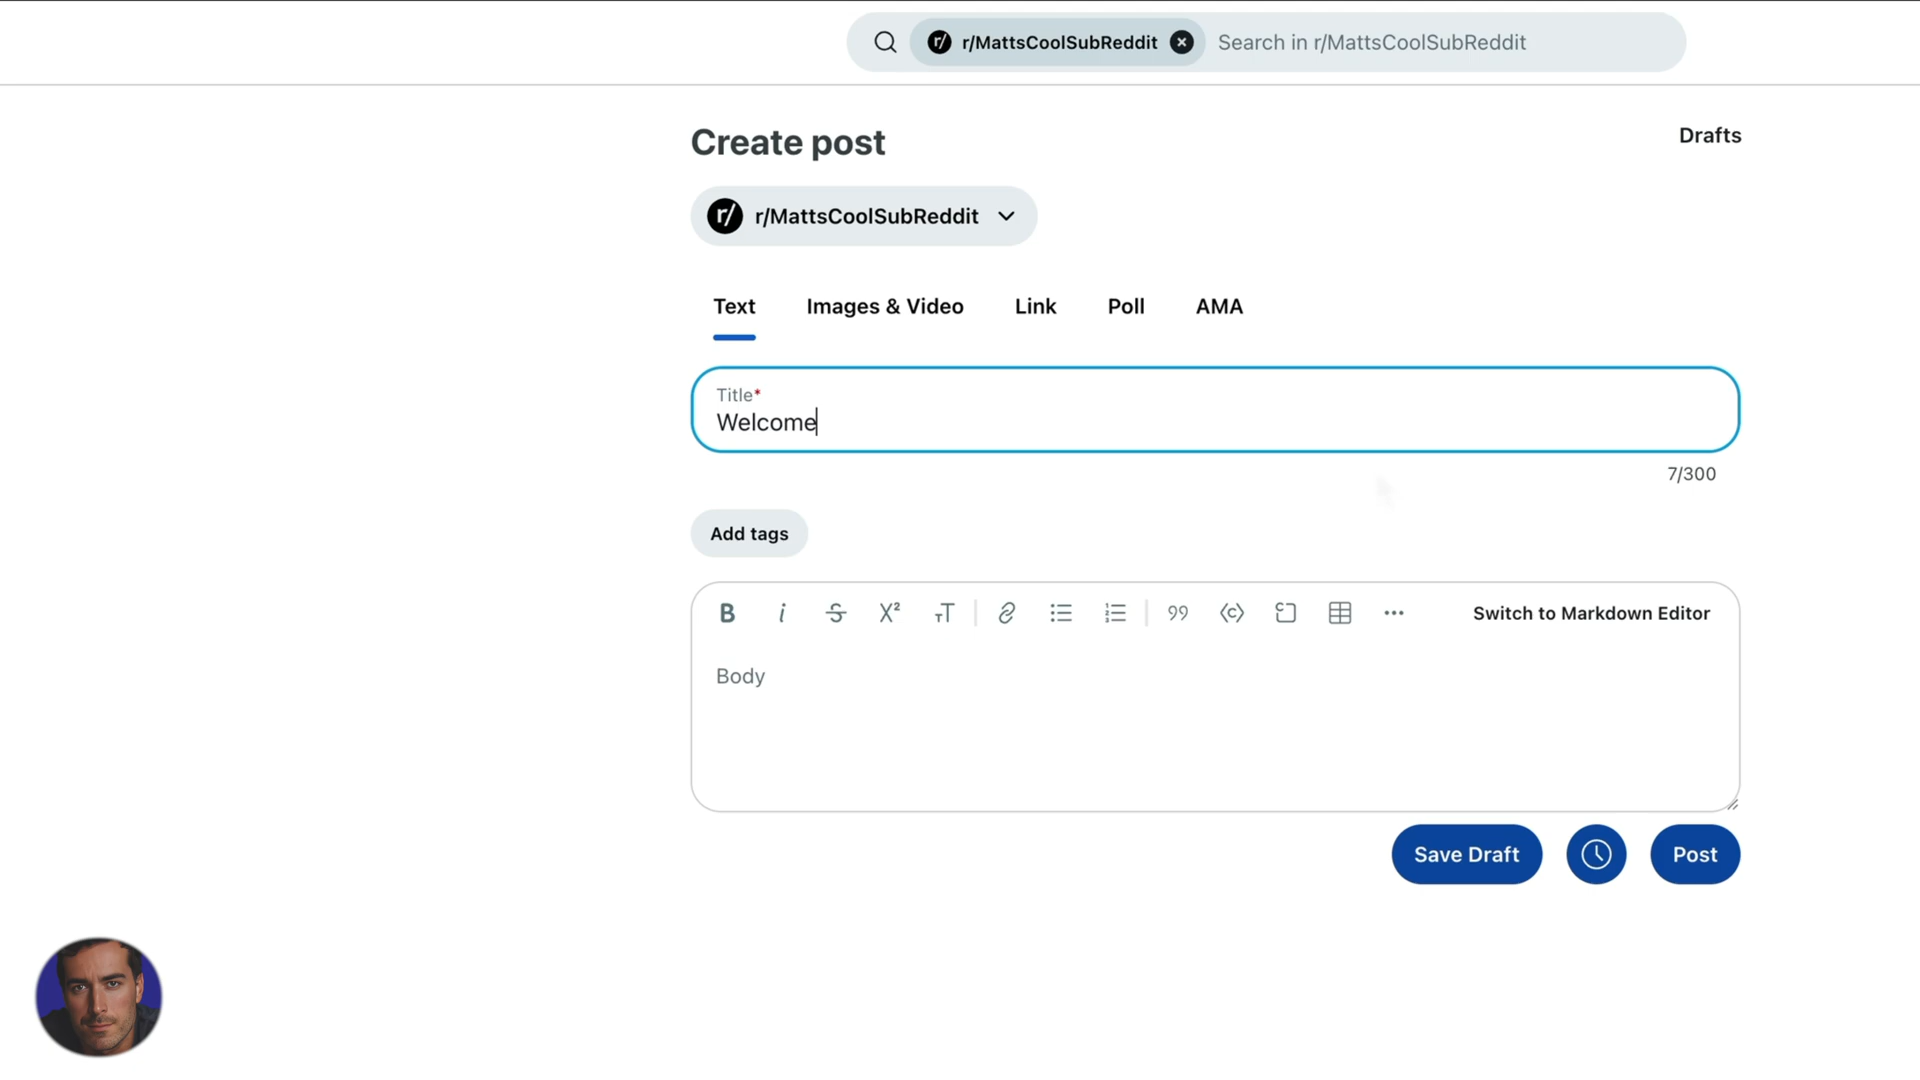 r/ r/MattsCoolSubReddit Search in r/MattsCoolSubReddit
Create post
Drafts
r/ r/MattsCoolSubReddit
Text Images & Video Link Poll AMA
Title*
Welcome
7/300
Add tags
Switch to Markdown Editor
Body
Save Draft Post